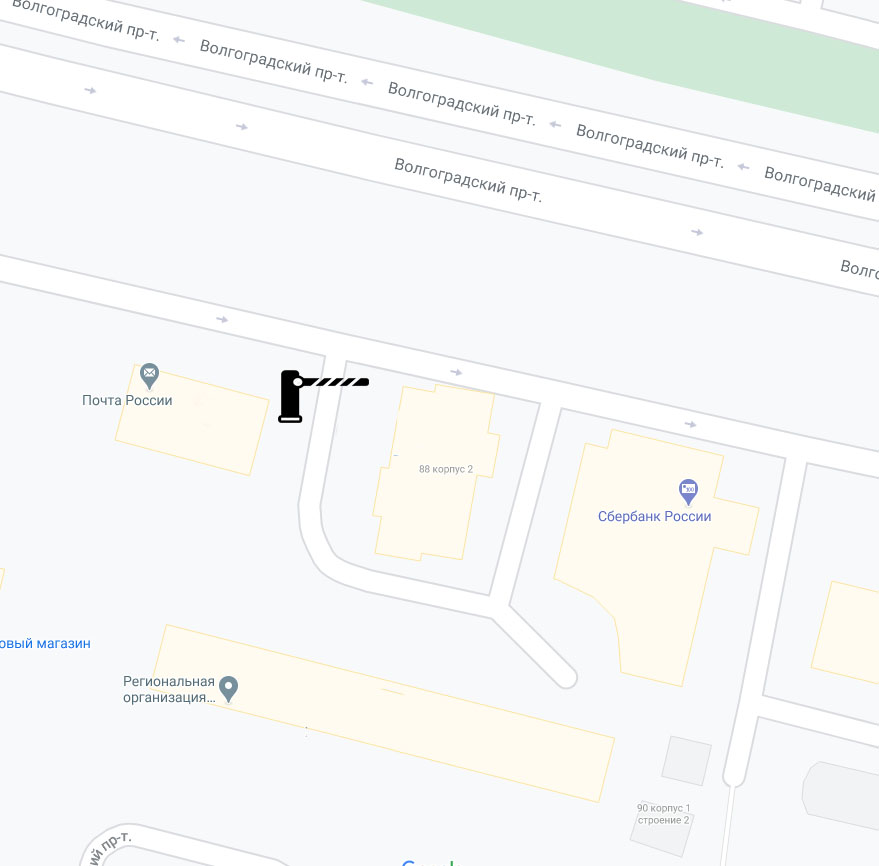 Волгоградский пр-т.
Волгоградский пр-т.
Волгоградский пр-т.
Волгоградский пр-т.
Волгоградский
Волгоградский пр-т.
Волго
Почта России
88 корпус 2
Сбербанк России
овый магазин
Региональная
организация...
90 корпус 1
строение 2
ий пр-т.